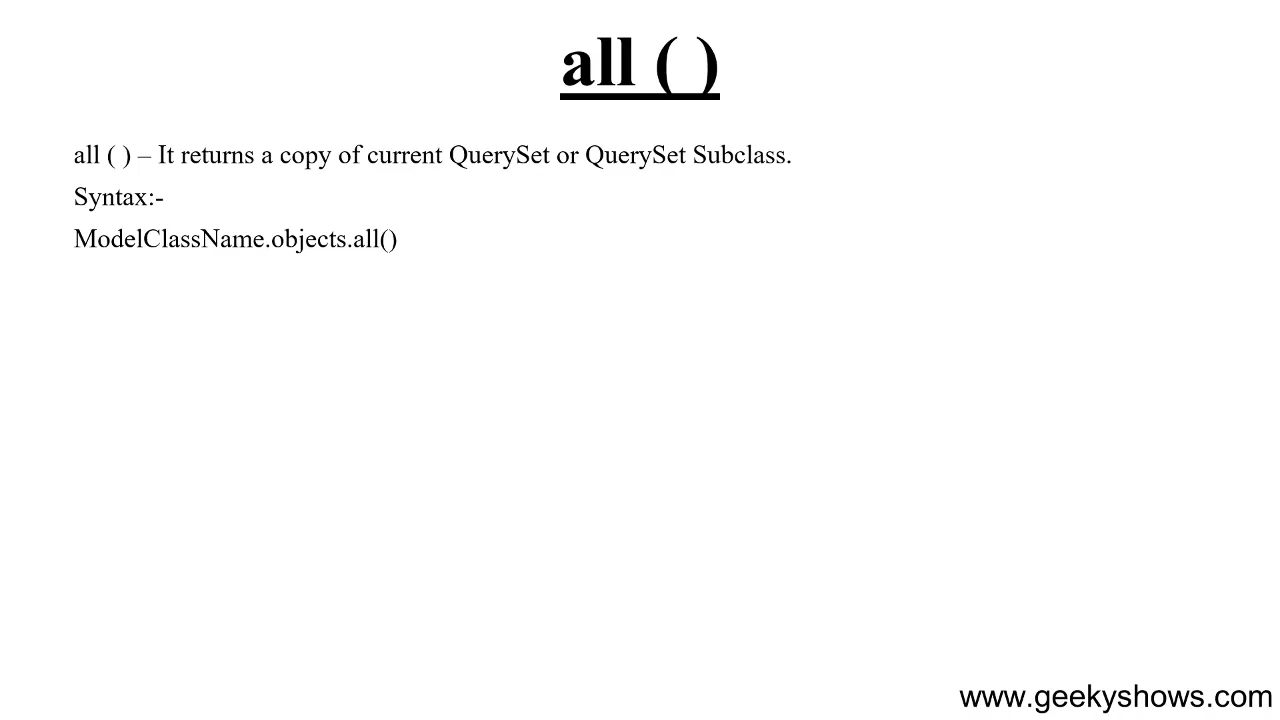 all ( )
all ( ) – It returns a copy of current QuerySet or QuerySet Subclass.
Syntax:-
ModelClassName.objects.all()
www.geekyshows.com